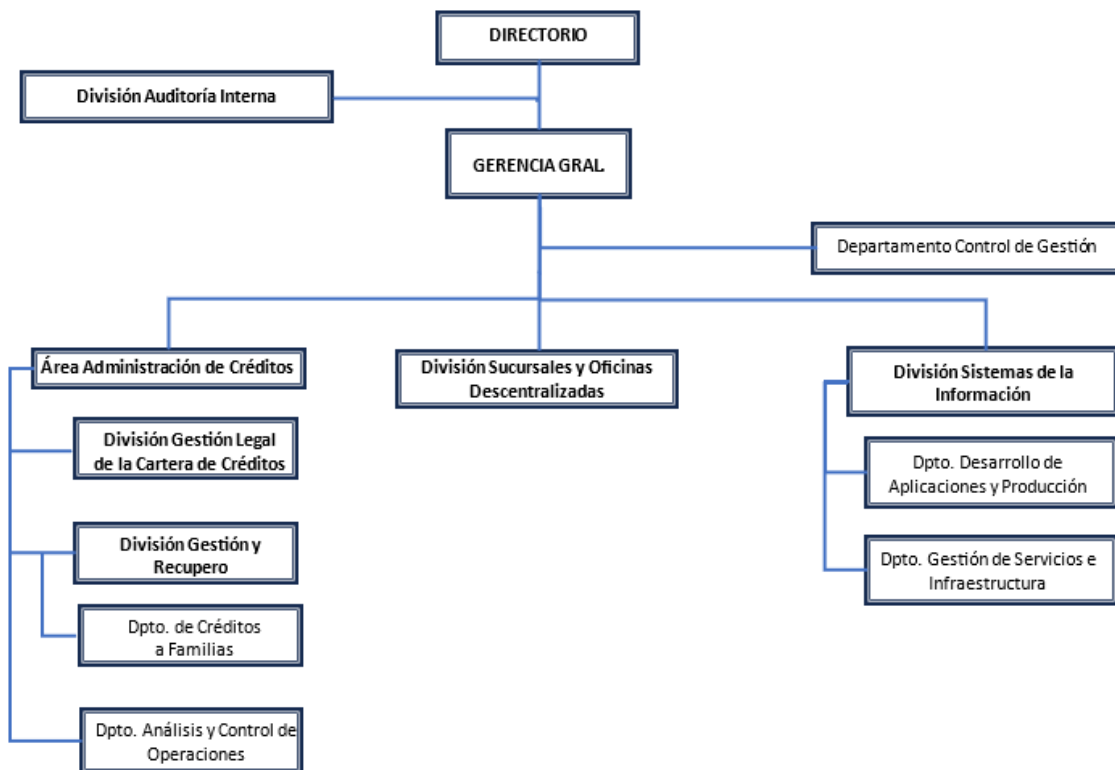 DIRECTORIO
División Auditoría Interna
GERENCIA GRAL.
Departamento Control de Gestión
Área Administración de Créditos
División Sucursales y Oficinas
Descentralizadas
División Sistemas de la
Información
División Gestión Legal
de la Cartera de Créditos
Dpto. Desarrollo de
Aplicaciones y Producción
División Gestión y
Recupero
Dpto. Gestión de Servicios e
Infraestructura
Dpto. de Créditos
a Familias
Dpto. Análisis y Control de
Operaciones